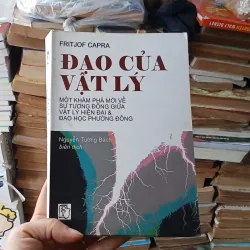 FRITJOF CAPRA
ĐẠO CỦA
VẬT LÝ
MỘT KHÁM PHÁ MỚI VỀ
SỰ TƯƠNG ĐỒNG GIỮA
VẬT LÝ HIỆN ĐẠI &
ĐẠO HỌC PHƯƠNG ĐÔNG
Nguyễn Tường Bách
biên dịch